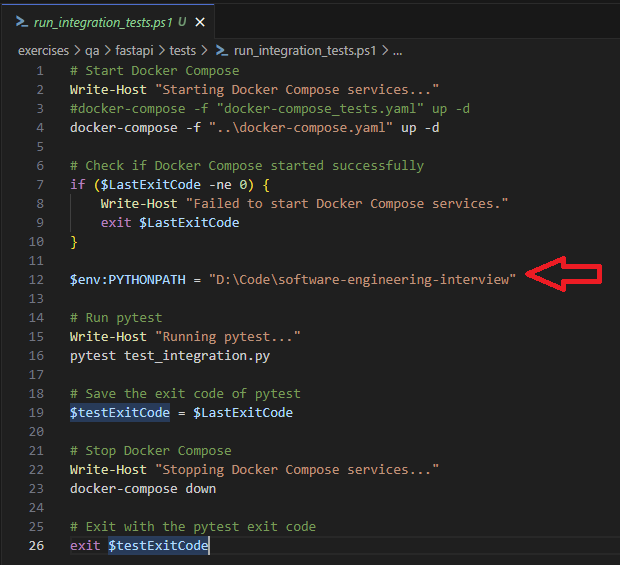 run_integration_tests.ps1 U
exercises > qa > fastapi > tests > run_integration_tests.ps1 > ...
1 # Start Docker Compose
2 Write-Host "Starting Docker Compose services..."
3 #docker-compose -f "docker-compose_tests.yaml" up -d
4 docker-compose -f "..\docker-compose.yaml" up -d
5
6 # Check if Docker Compose started successfully
7 if ($LastExitCode -ne 0) {
8     Write-Host "Failed to start Docker Compose services."
9     exit $LastExitCode
10 }
11
12 $env:PYTHONPATH = "D:\Code\software-engineering-interview"
13
14 # Run pytest
15 Write-Host "Running pytest..."
16 pytest test_integration.py
17
18 # Save the exit code of pytest
19 $testExitCode = $LastExitCode
20
21 # Stop Docker Compose
22 Write-Host "Stopping Docker Compose services..."
23 docker-compose down
24
25 # Exit with the pytest exit code
26 exit $testExitCode